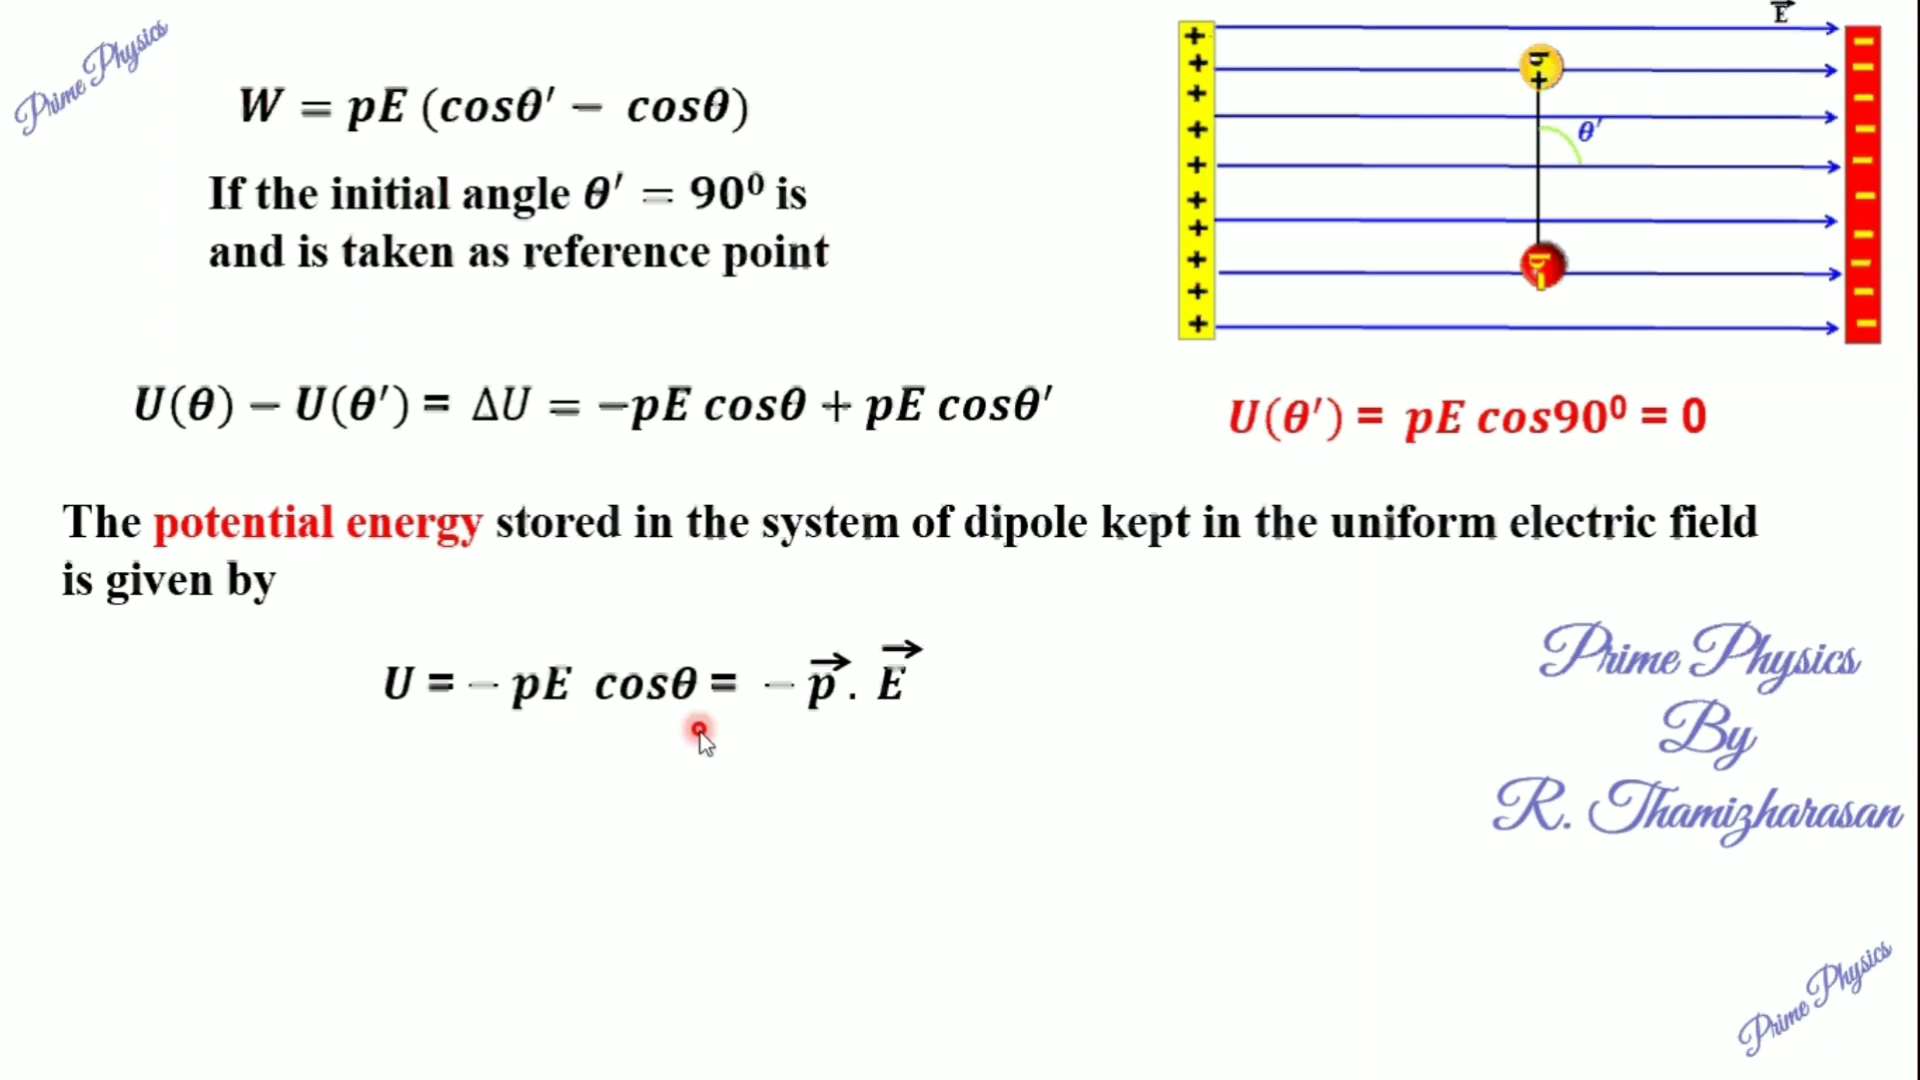 Prime Physics
E
W = pE (cosθ′ − cosθ)
If the initial angle θ′ = 90⁰ is
and is taken as reference point
+ + + + + + + + + +
q +
θ′
q −
− − − − − − − − − −
U(θ) − U(θ′) = ΔU = −pE cosθ + pE cosθ′
U(θ′) = pE cos90⁰ = 0
The potential energy stored in the system of dipole kept in the uniform electric field
is given by
U = − pE cosθ = − p⃗ . E⃗
Prime Physics
By
R. Thamizharasan
Prime Physics